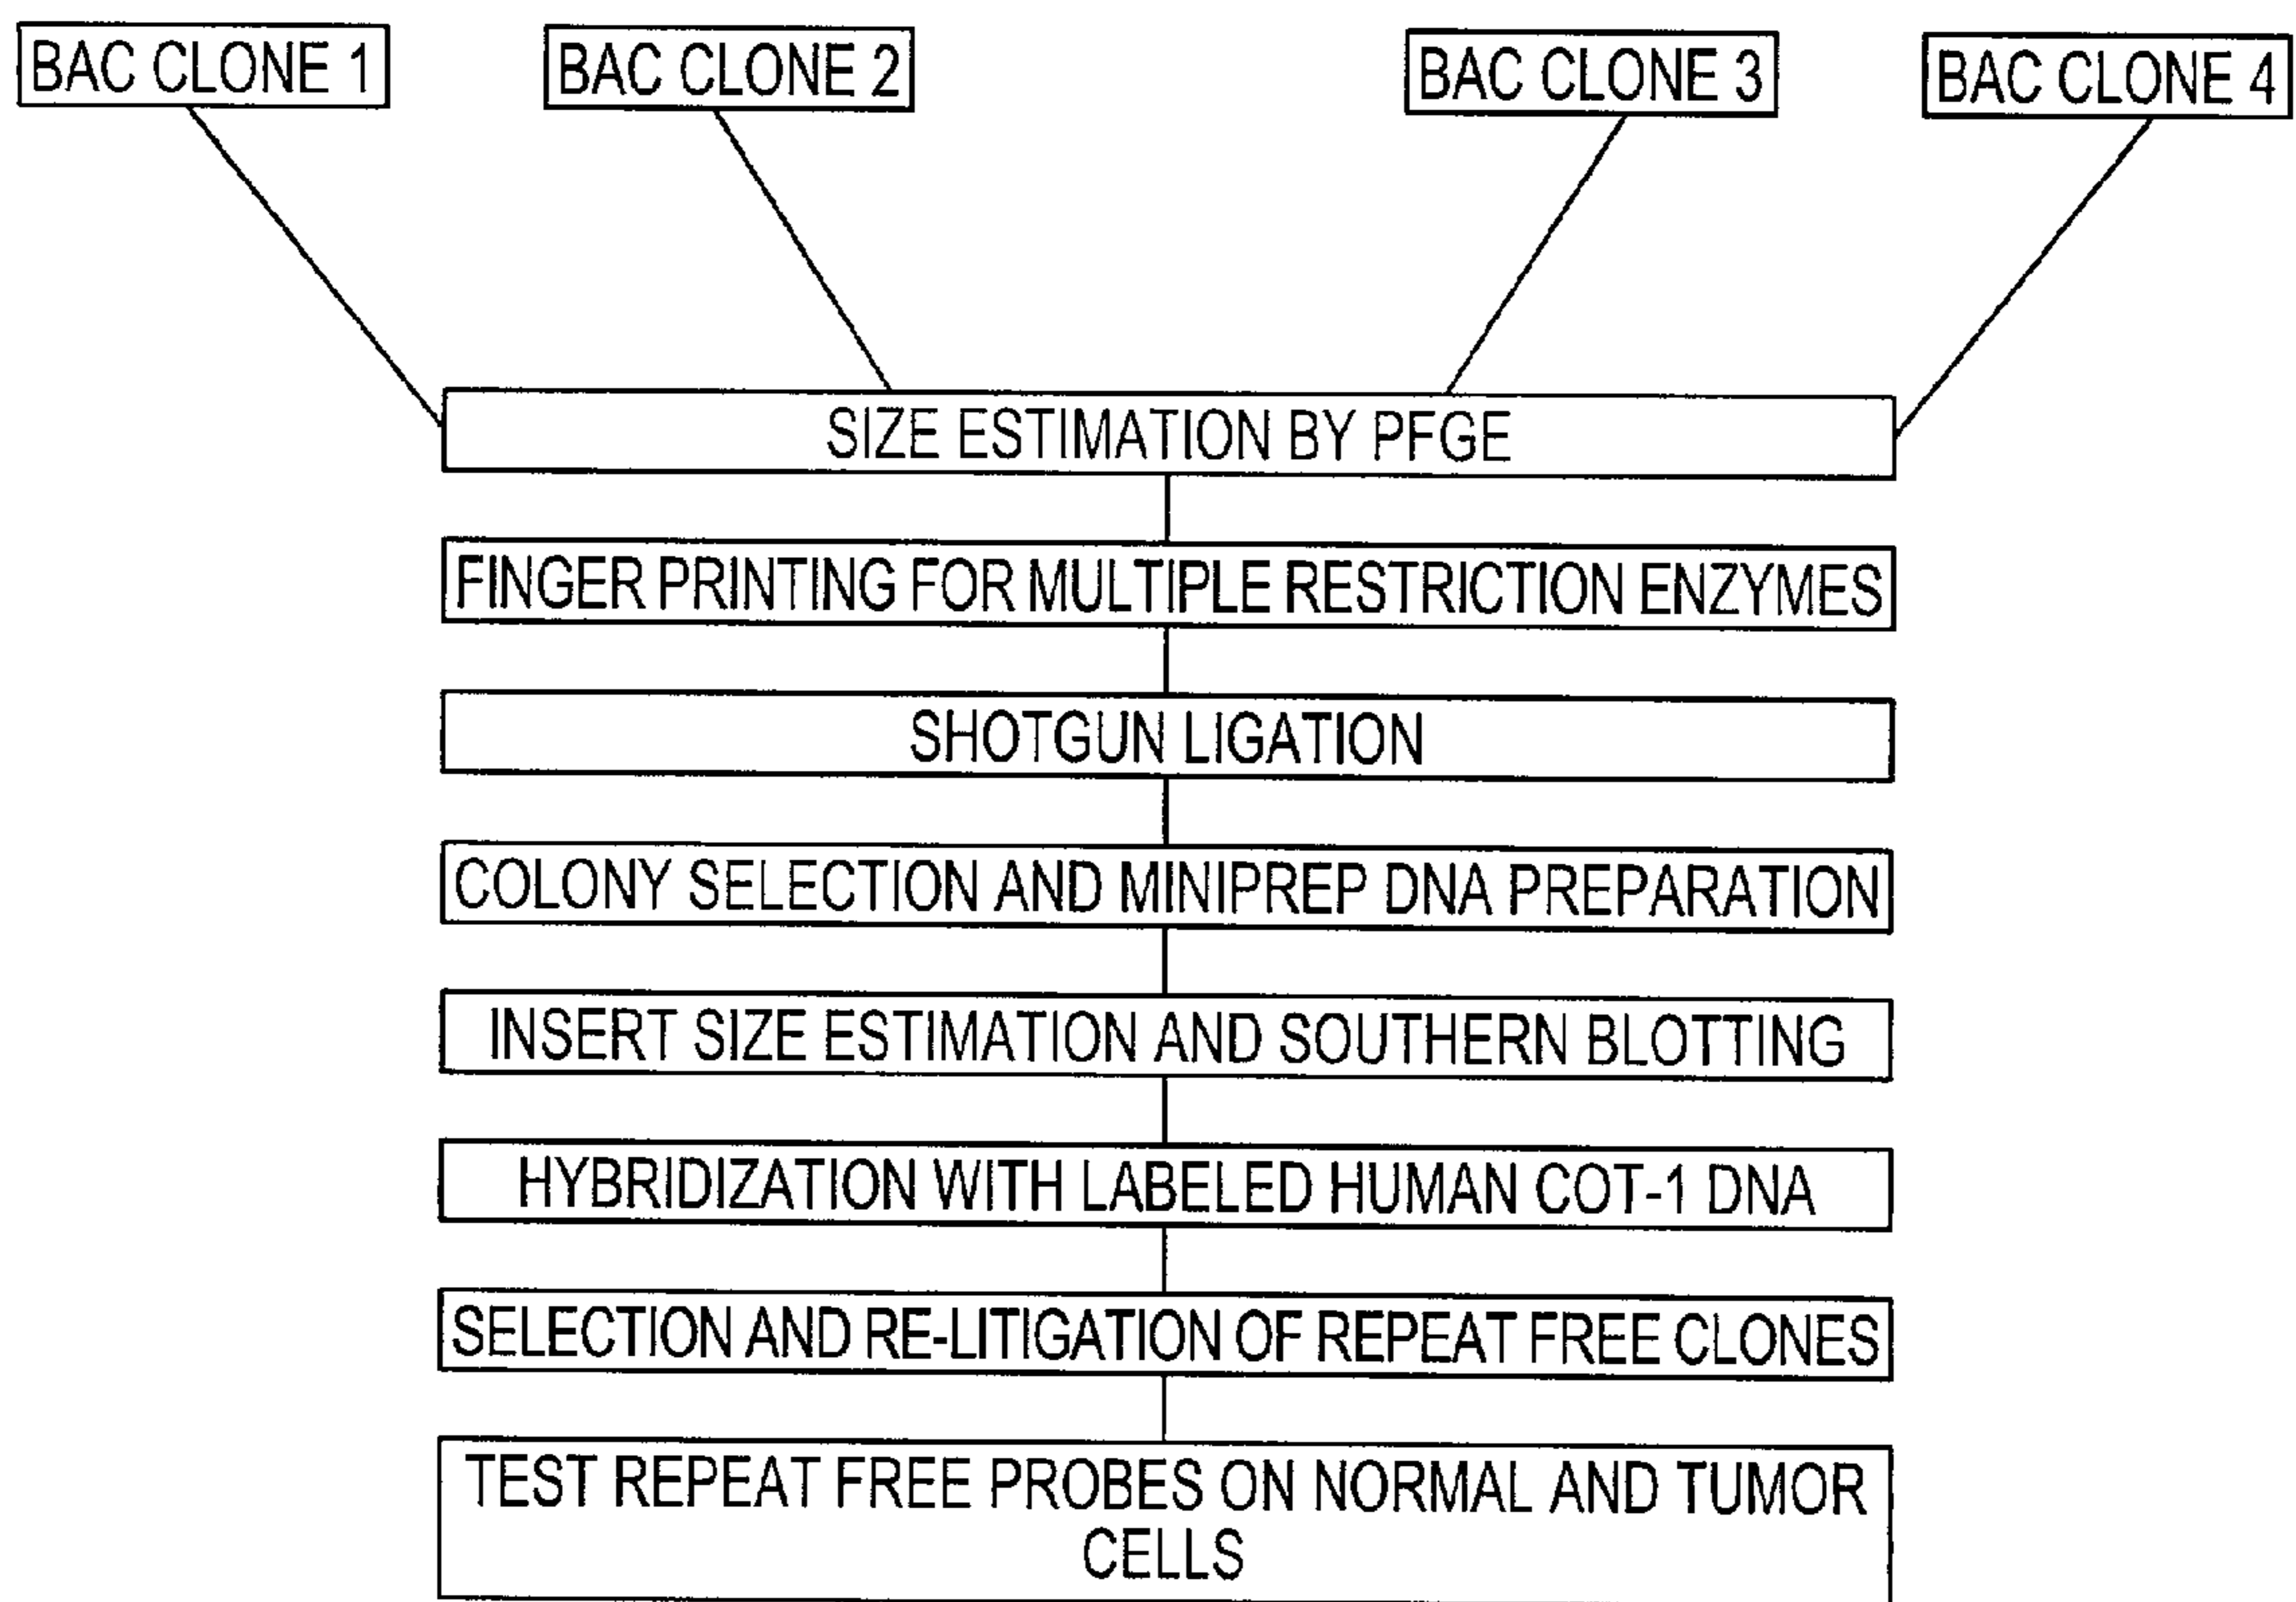 BAC CLONE 1
BAC CLONE 2
BAC CLONE 3
BAC CLONE 4
SIZE ESTIMATION BY PFGE
FINGER PRINTING FOR MULTIPLE RESTRICTION ENZYMES
SHOTGUN LIGATION
COLONY SELECTION AND MINIPREP DNA PREPARATION
INSERT SIZE ESTIMATION AND SOUTHERN BLOTTING
HYBRIDIZATION WITH LABELED HUMAN COT-1 DNA
SELECTION AND RE-LITIGATION OF REPEAT FREE CLONES
TEST REPEAT FREE PROBES ON NORMAL AND TUMOR
CELLS